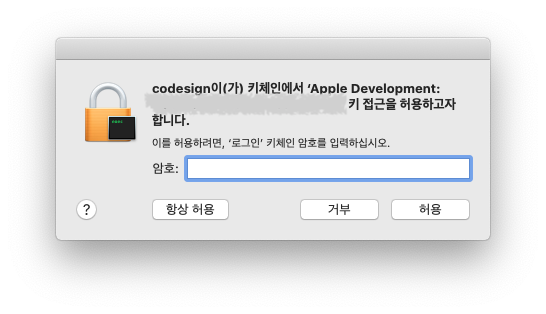 codesign이(가) 키체인에서 ‘Apple Development:
키 접근을 허용하고자
합니다.
이를 허용하려면, ‘로그인’ 키체인 암호를 입력하십시오.
암호:
?
항상 허용
거부
허용